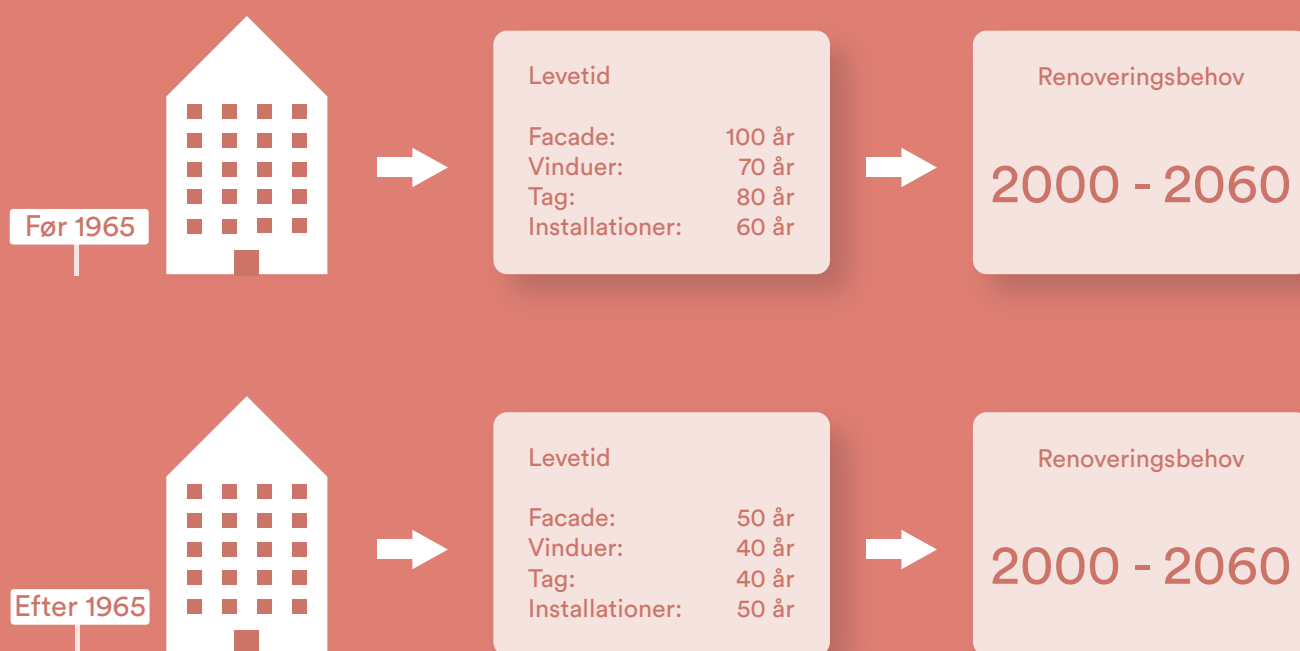 Før 1965
Levetid
Facade: 100 år
Vinduer: 70 år
Tag: 80 år
Installationer: 60 år
Renoveringsbehov
2000 - 2060
Efter 1965
Levetid
Facade: 50 år
Vinduer: 40 år
Tag: 40 år
Installationer: 50 år
Renoveringsbehov
2000 - 2060